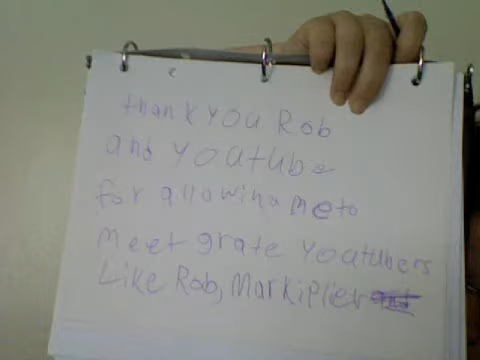 thank you Rob
and Youtube
for allowing me to
meet grate Youtubers
Like Rob, Markiplier